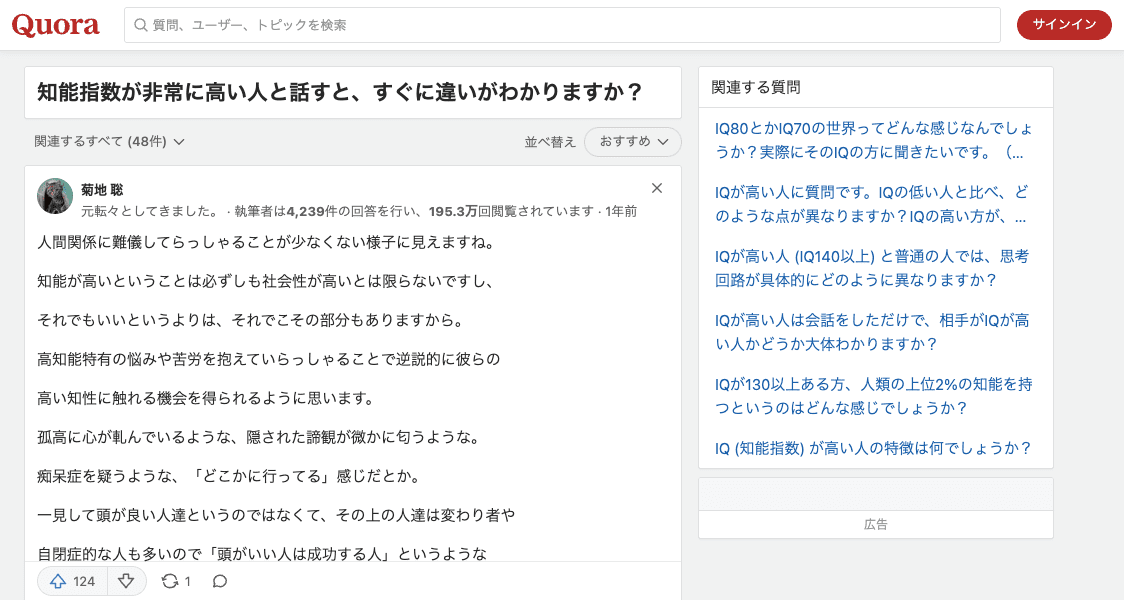 Quora
質問、ユーザー、トピックを検索
サインイン
知能指数が非常に高い人と話すと、すぐに違いがわかりますか？
関連するすべて (48件)
並べ替え
おすすめ
菊地 聡
元転々としてきました。 · 執筆者は4,239件の回答を行い、195.3万回閲覧されています · 1年前
人間関係に難儀してらっしゃることが少なくない様子に見えますね。
知能が高いということは必ずしも社会性が高いとは限らないですし、
それでもいいというよりは、それでこその部分もありますから。
高知能特有の悩みや苦労を抱えていらっしゃることで逆説的に彼らの
高い知性に触れる機会を得られるように思います。
孤高に心が軋んでいるような、隠された諦観が微かに匂うような。
痴呆症を疑うような、「どこかに行ってる」感じだとか。
一見して頭が良い人達というのではなくて、その上の人達は変わり者や
自閉症的な人も多いので「頭がいい人は成功する人」というような
124
1
関連する質問
IQ80とかIQ70の世界ってどんな感じなんでしょ
うか？実際にそのIQの方に聞きたいです。（...
IQが高い人に質問です。IQの低い人と比べ、ど
のような点が異なりますか？IQの高い方が、...
IQが高い人 (IQ140以上) と普通の人では、思考
回路が具体的にどのように異なりますか？
IQが高い人は会話をしただけで、相手がIQが高
い人かどうか大体わかりますか？
IQが130以上ある方、人類の上位2%の知能を持
つというのはどんな感じでしょうか？
IQ (知能指数) が高い人の特徴は何でしょうか？
広告